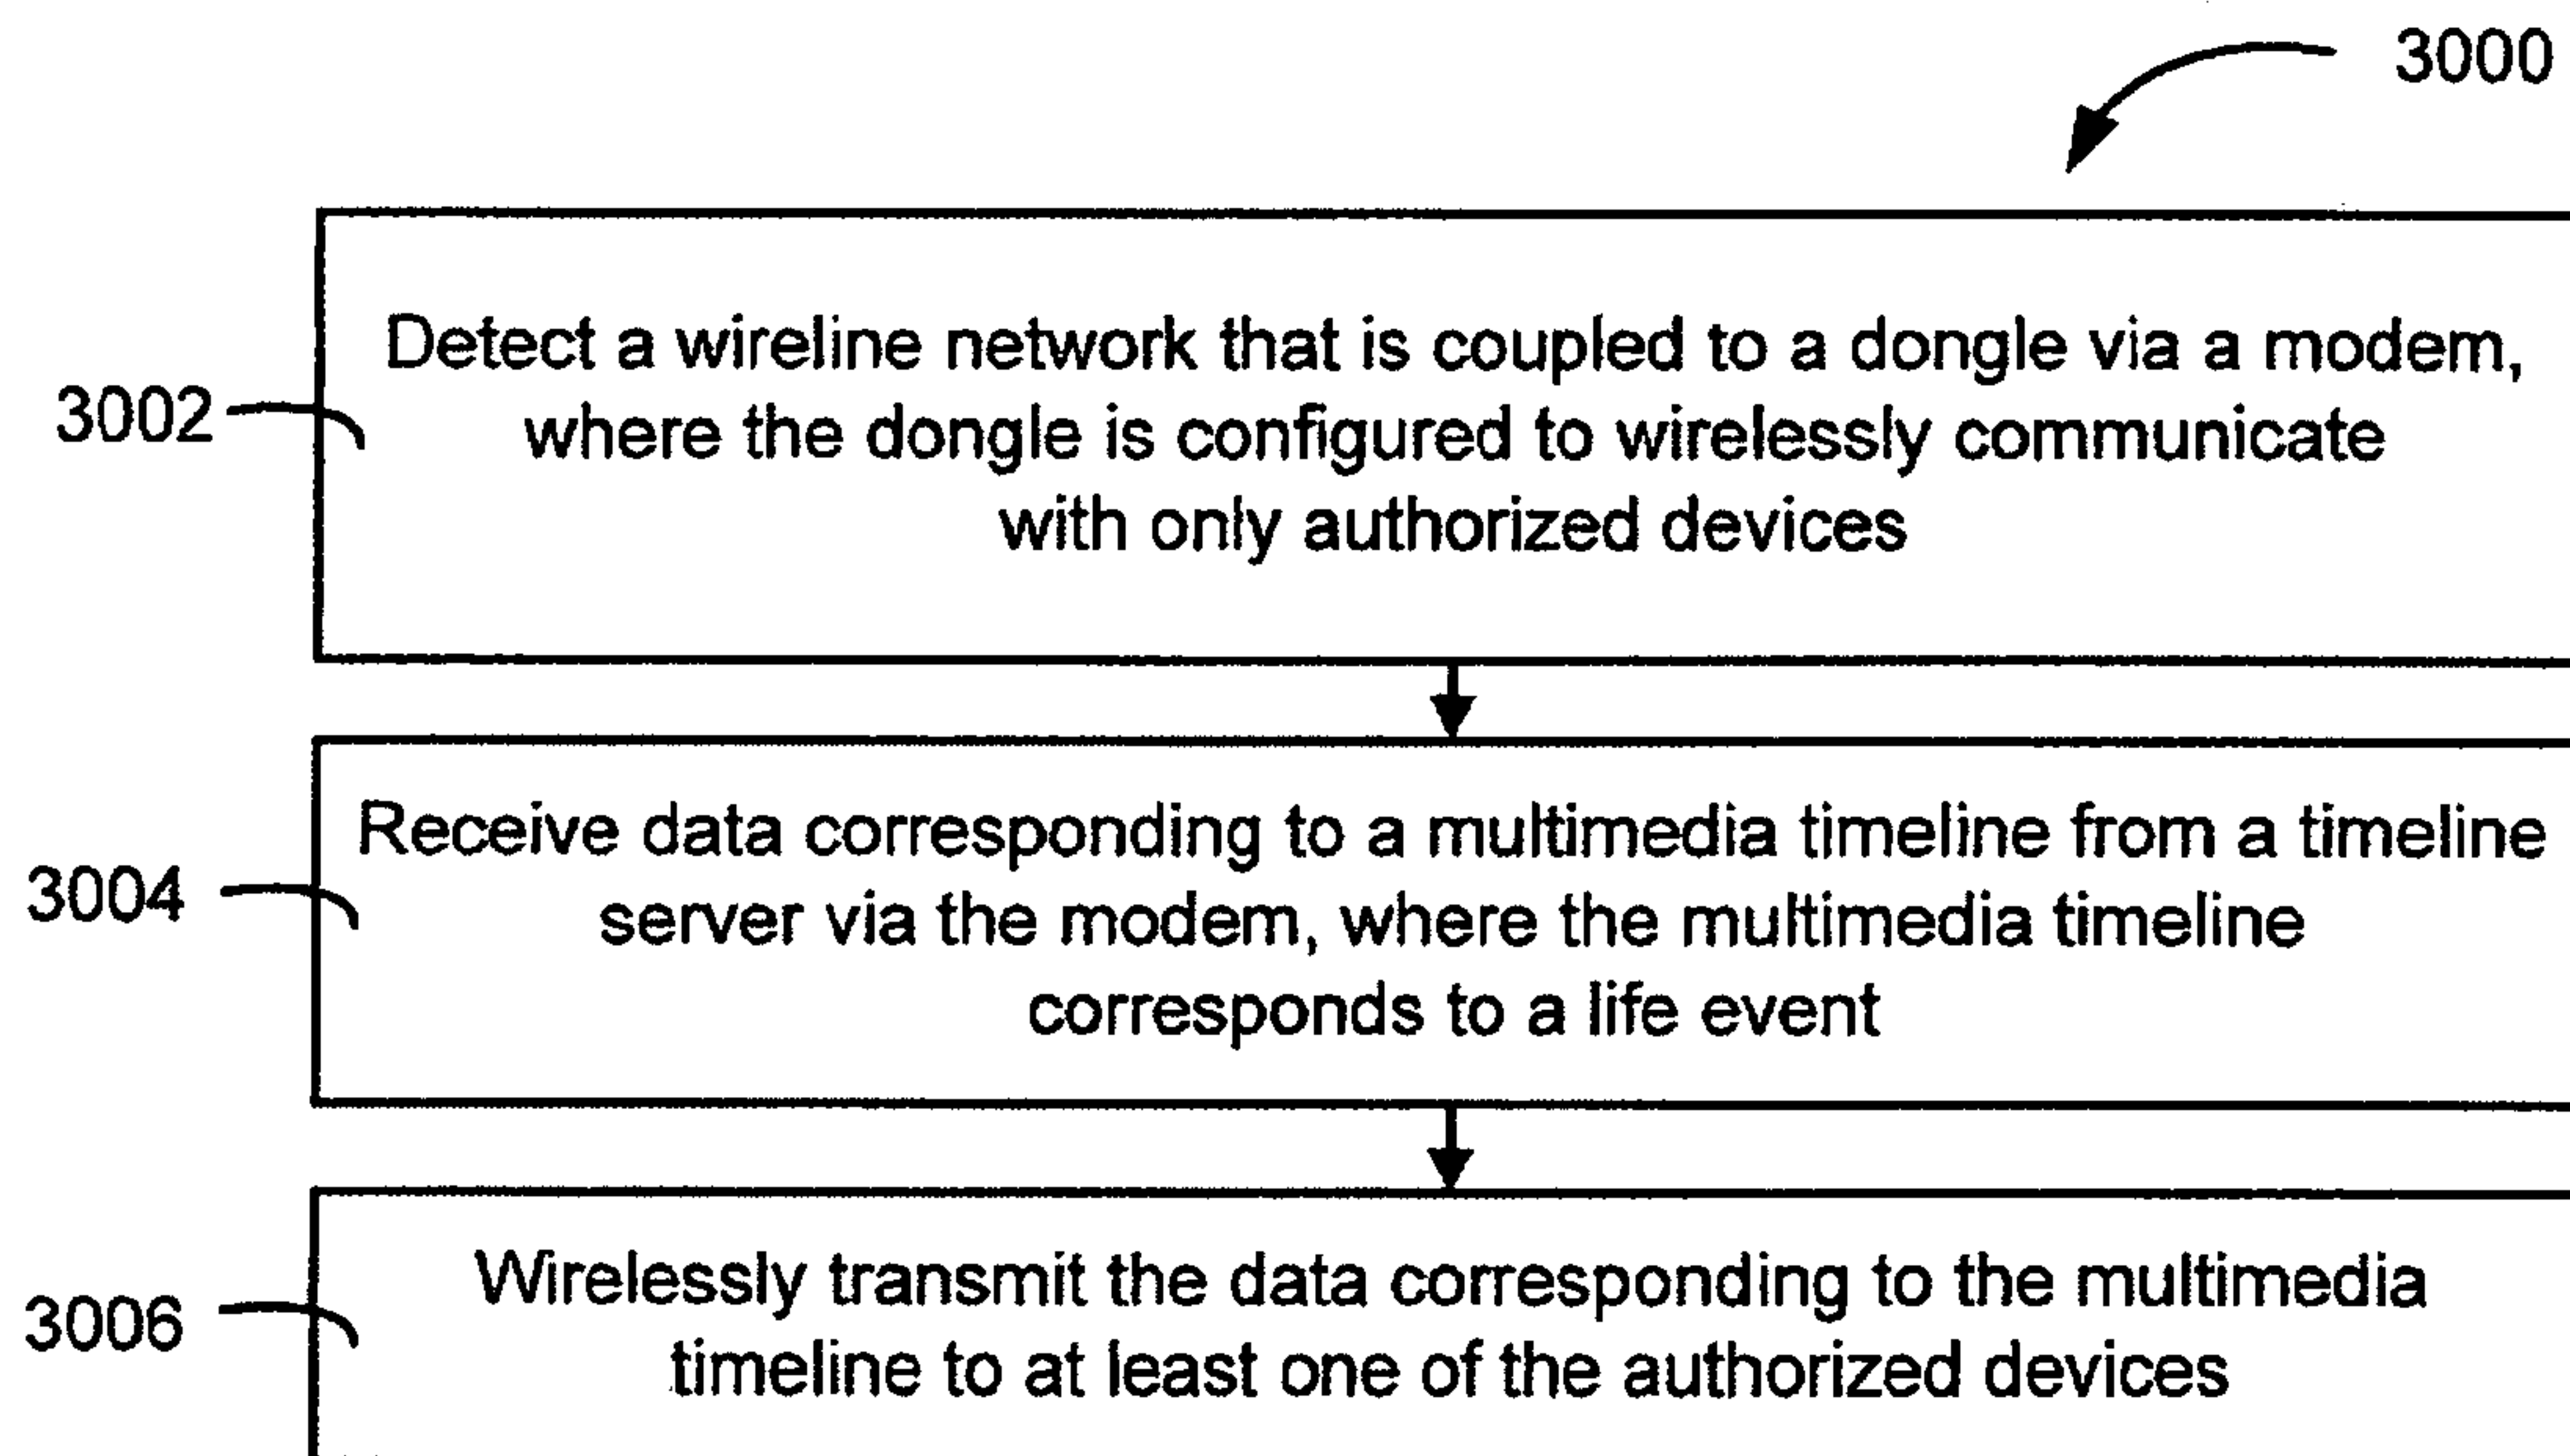 3000
3002
Detect a wireline network that is coupled to a dongle via a modem,
where the dongle is configured to wirelessly communicate
with only authorized devices
3004
Receive data corresponding to a multimedia timeline from a timeline
server via the modem, where the multimedia timeline
corresponds to a life event
3006
Wirelessly transmit the data corresponding to the multimedia
timeline to at least one of the authorized devices